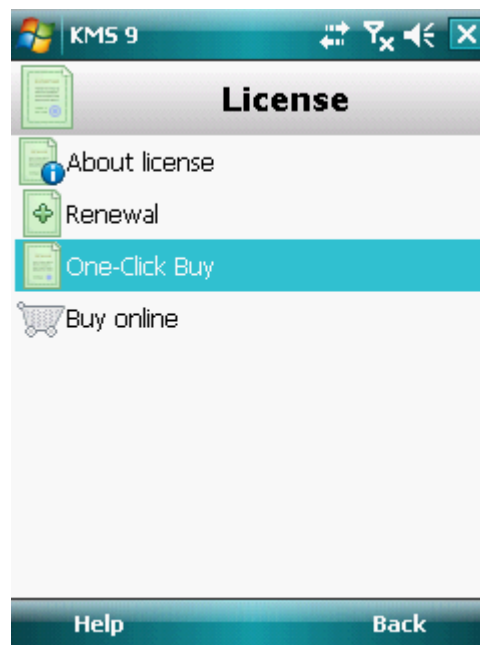 KMS 9
License
About license
Renewal
One-Click Buy
Buy online
Help Back